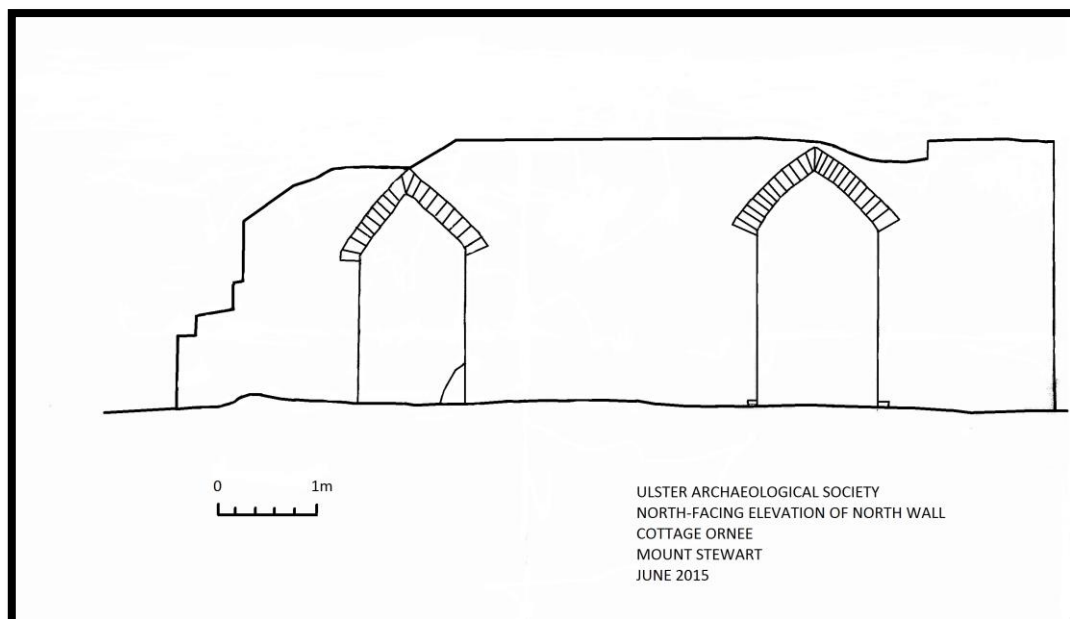 0 1m
ULSTER ARCHAEOLOGICAL SOCIETY
NORTH-FACING ELEVATION OF NORTH WALL
COTTAGE ORNEE
MOUNT STEWART
JUNE 2015